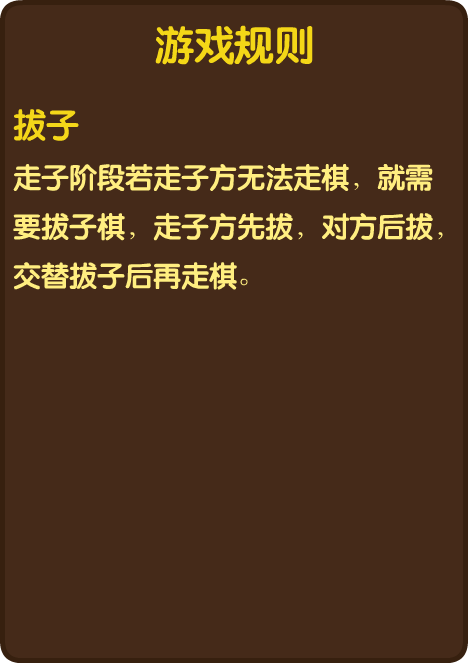 游戏规则
拔子
走子阶段若走子方无法走棋，就需
要拔子棋，走子方先拔，对方后拔，
交替拔子后再走棋。